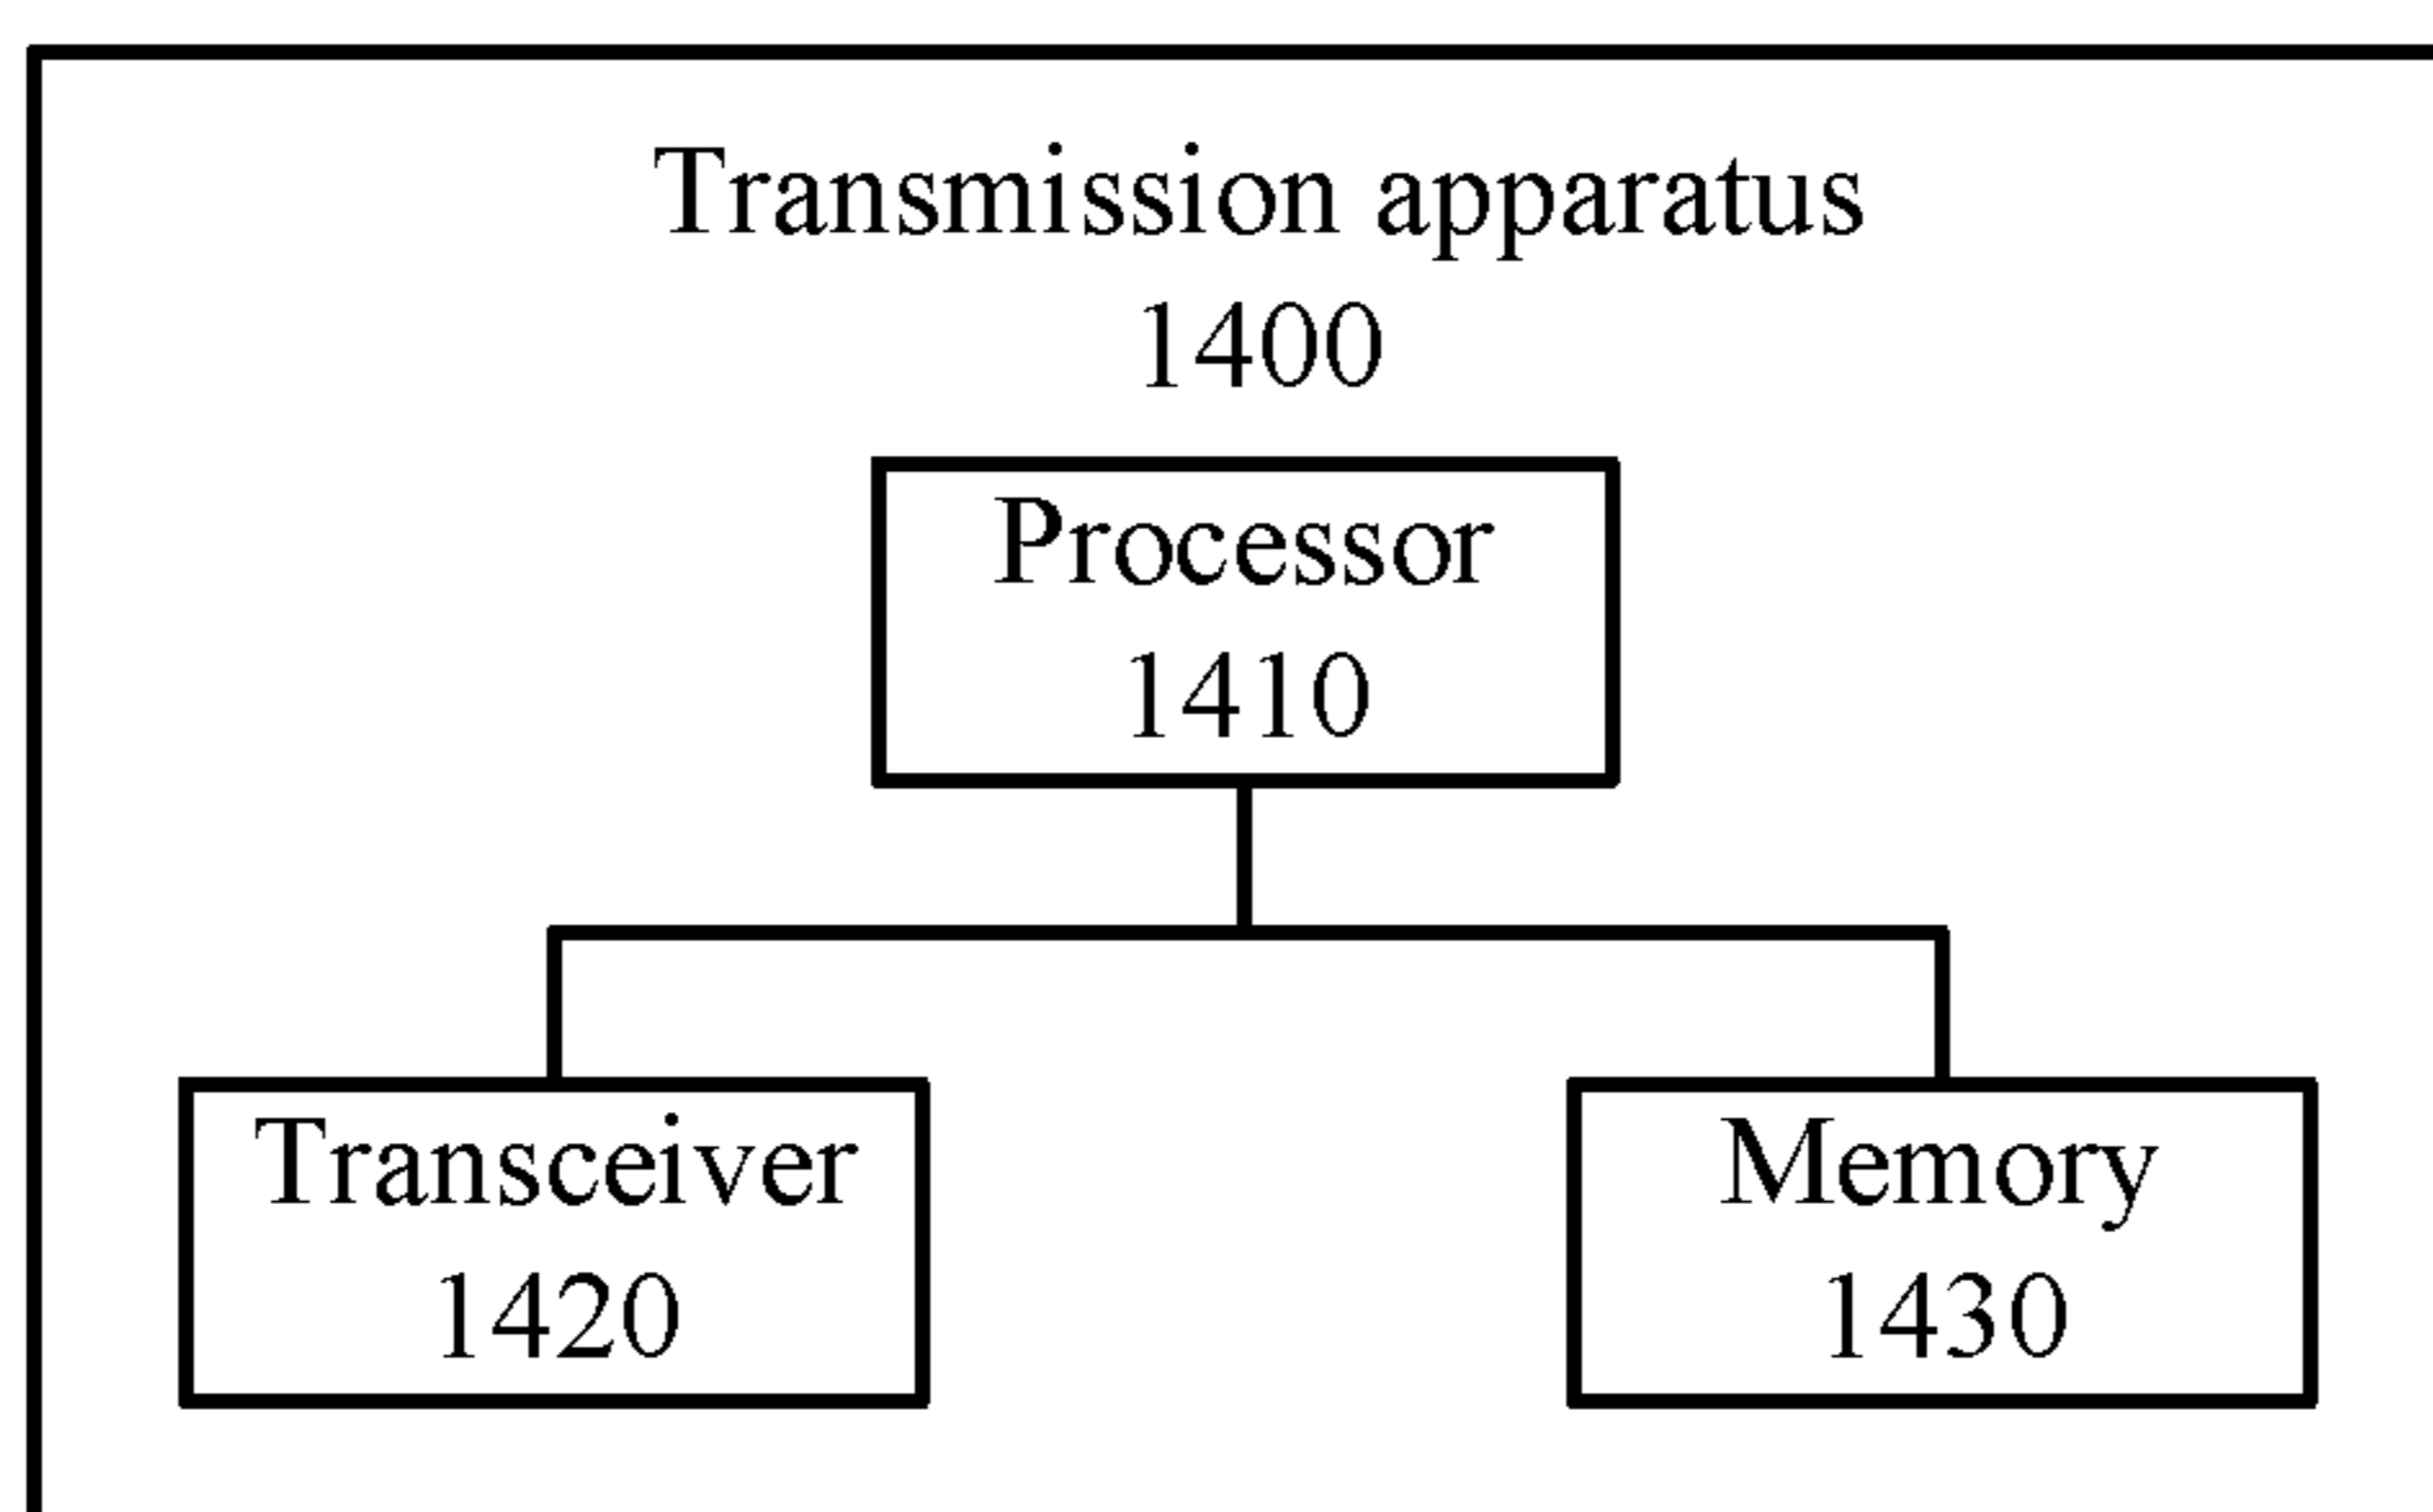 Transmission apparatus
1400
Processor
1410
Transceiver
1420
Memory
1430